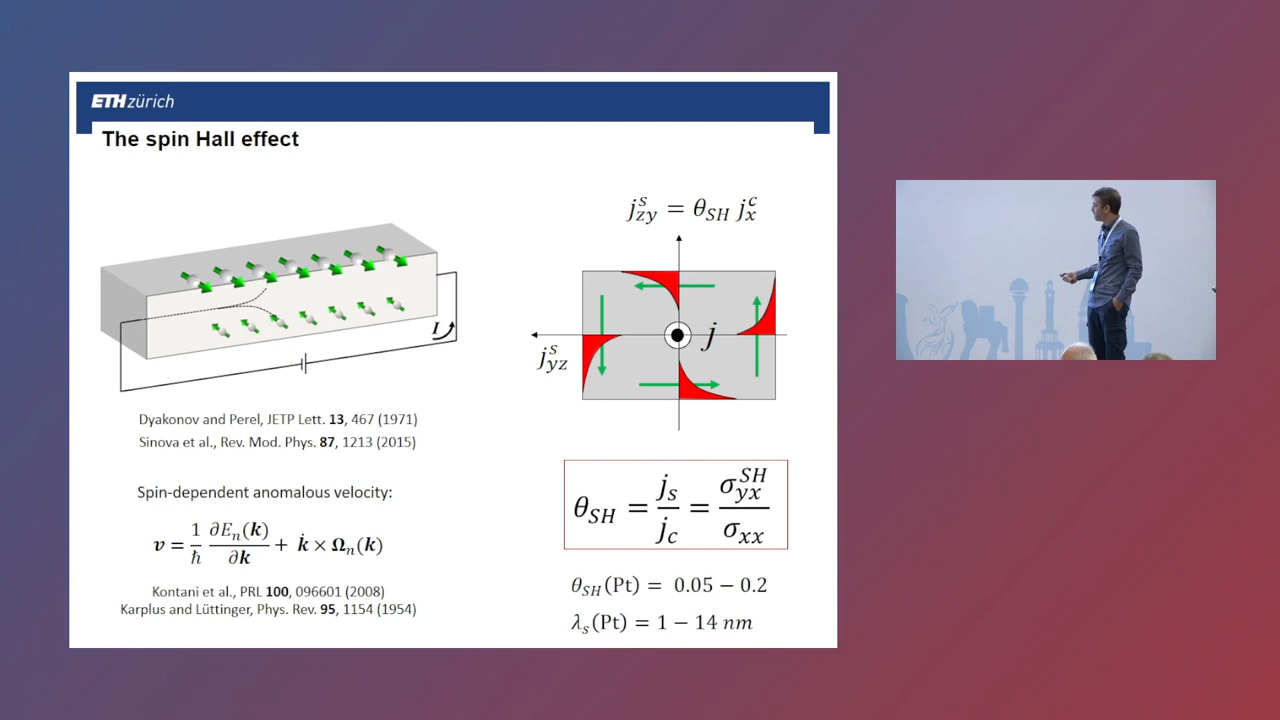 ETH zürich
The spin Hall effect
I
Dyakonov and Perel, JETP Lett. 13, 467 (1971)
Sinova et al., Rev. Mod. Phys. 87, 1213 (2015)
Spin-dependent anomalous velocity:
v = 1/ħ ∂Eₙ(k)/∂k + k̇ × Ωₙ(k)
Kontani et al., PRL 100, 096601 (2008)
Karplus and Lüttinger, Phys. Rev. 95, 1154 (1954)
j^s_zy = θ_SH j^c_x
j
j^s_yz
θ_SH = j_s/j_c = σ^SH_yx/σ_xx
θ_SH(Pt) = 0.05 − 0.2
λ_s(Pt) = 1 − 14 nm